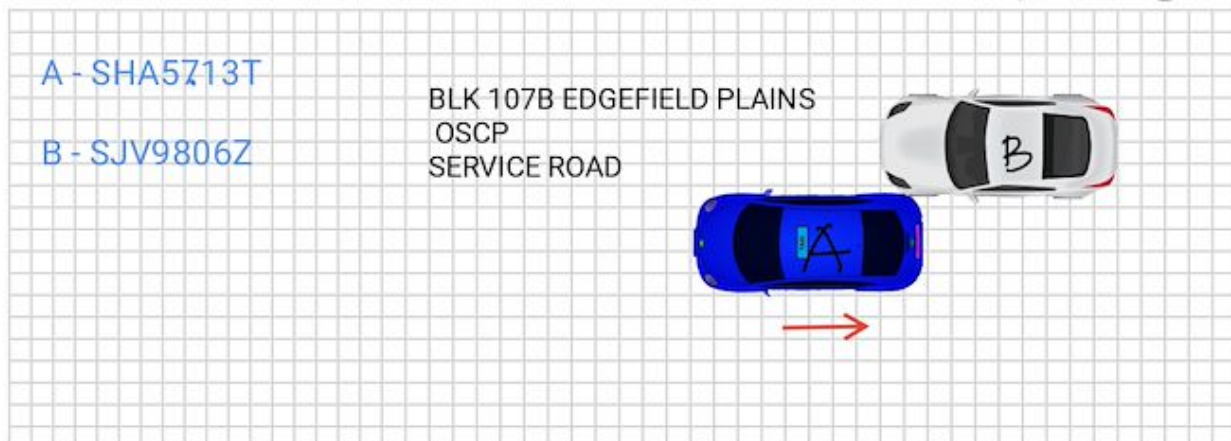 A - SHA5713T
B - SJV9806Z
BLK 107B EDGEFIELD PLAINS
OSCP
SERVICE ROAD
B
A